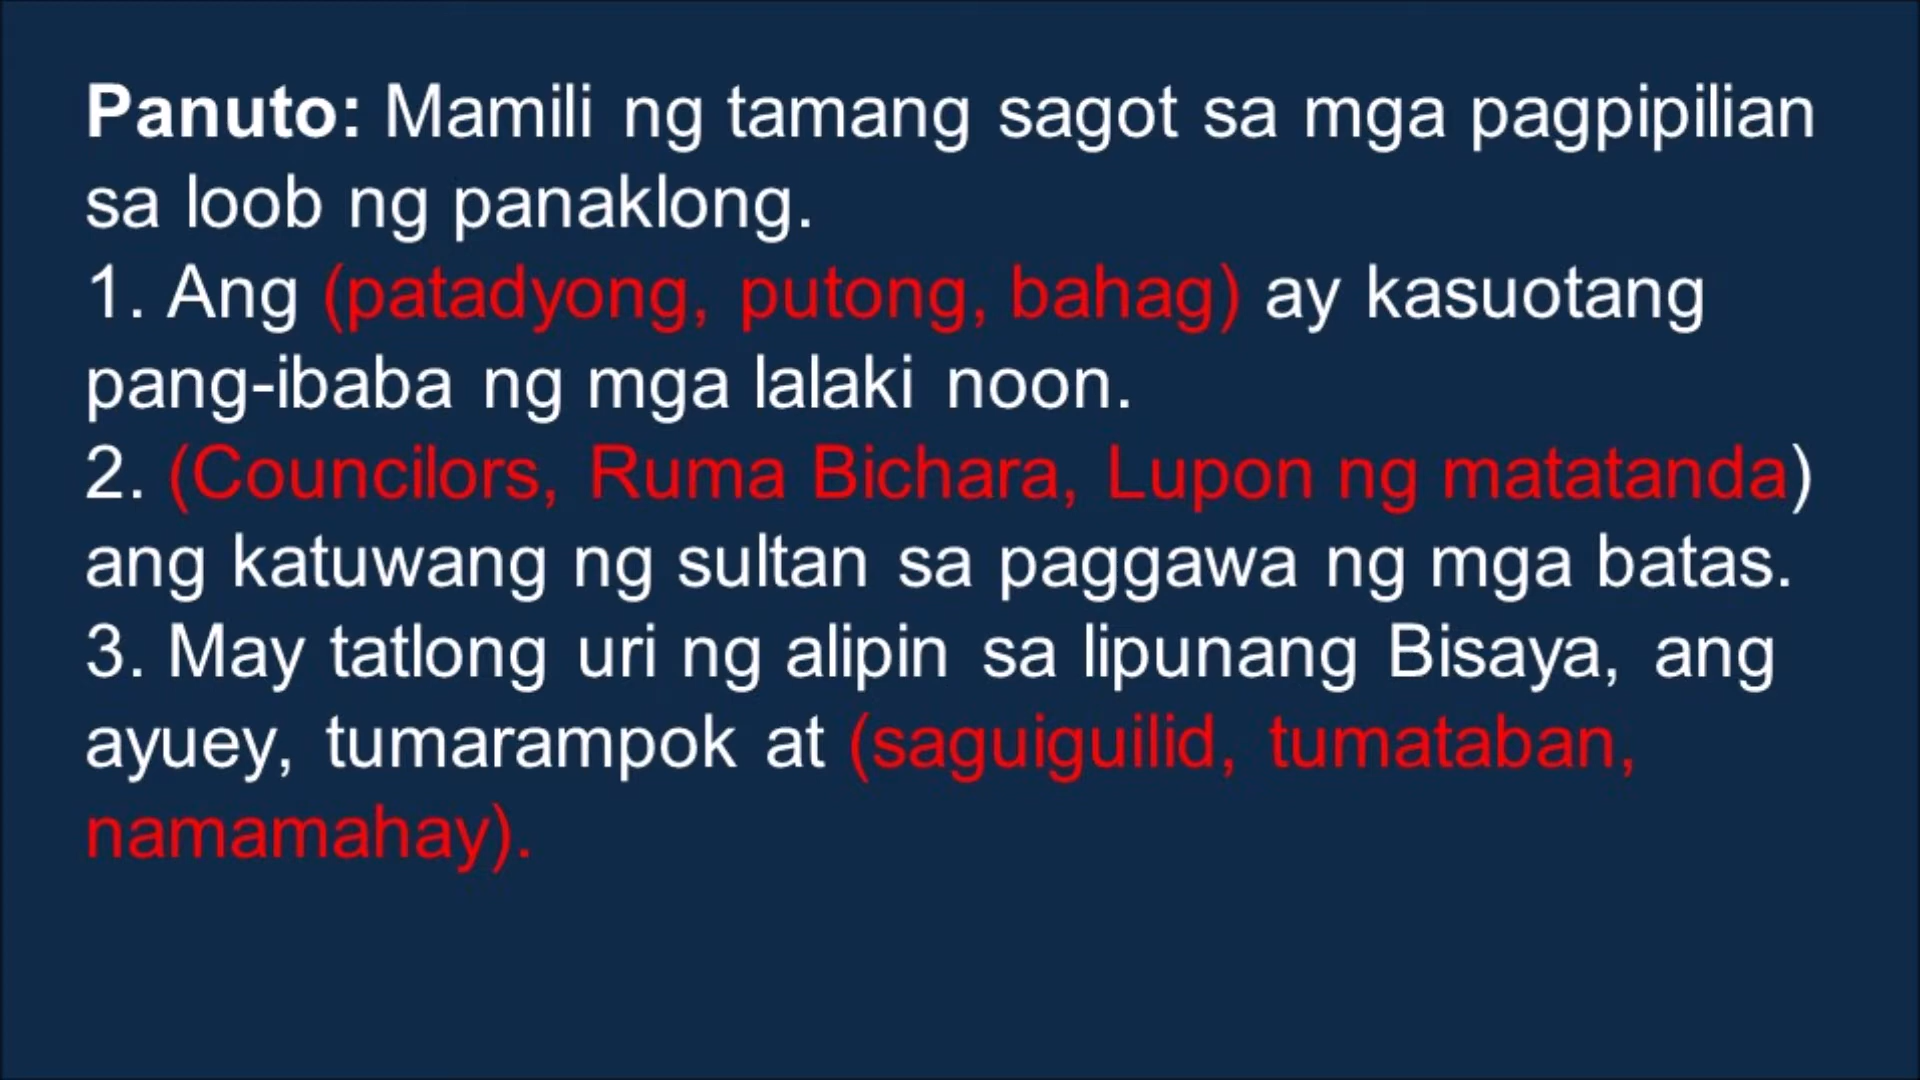 Panuto: Mamili ng tamang sagot sa mga pagpipilian
sa loob ng panaklong.
1. Ang (patadyong, putong, bahag) ay kasuotang
pang-ibaba ng mga lalaki noon.
2. (Councilors, Ruma Bichara, Lupon ng matatanda)
ang katuwang ng sultan sa paggawa ng mga batas.
3. May tatlong uri ng alipin sa lipunang Bisaya, ang
ayuey, tumarampok at (saguiguilid, tumataban,
namamahay).